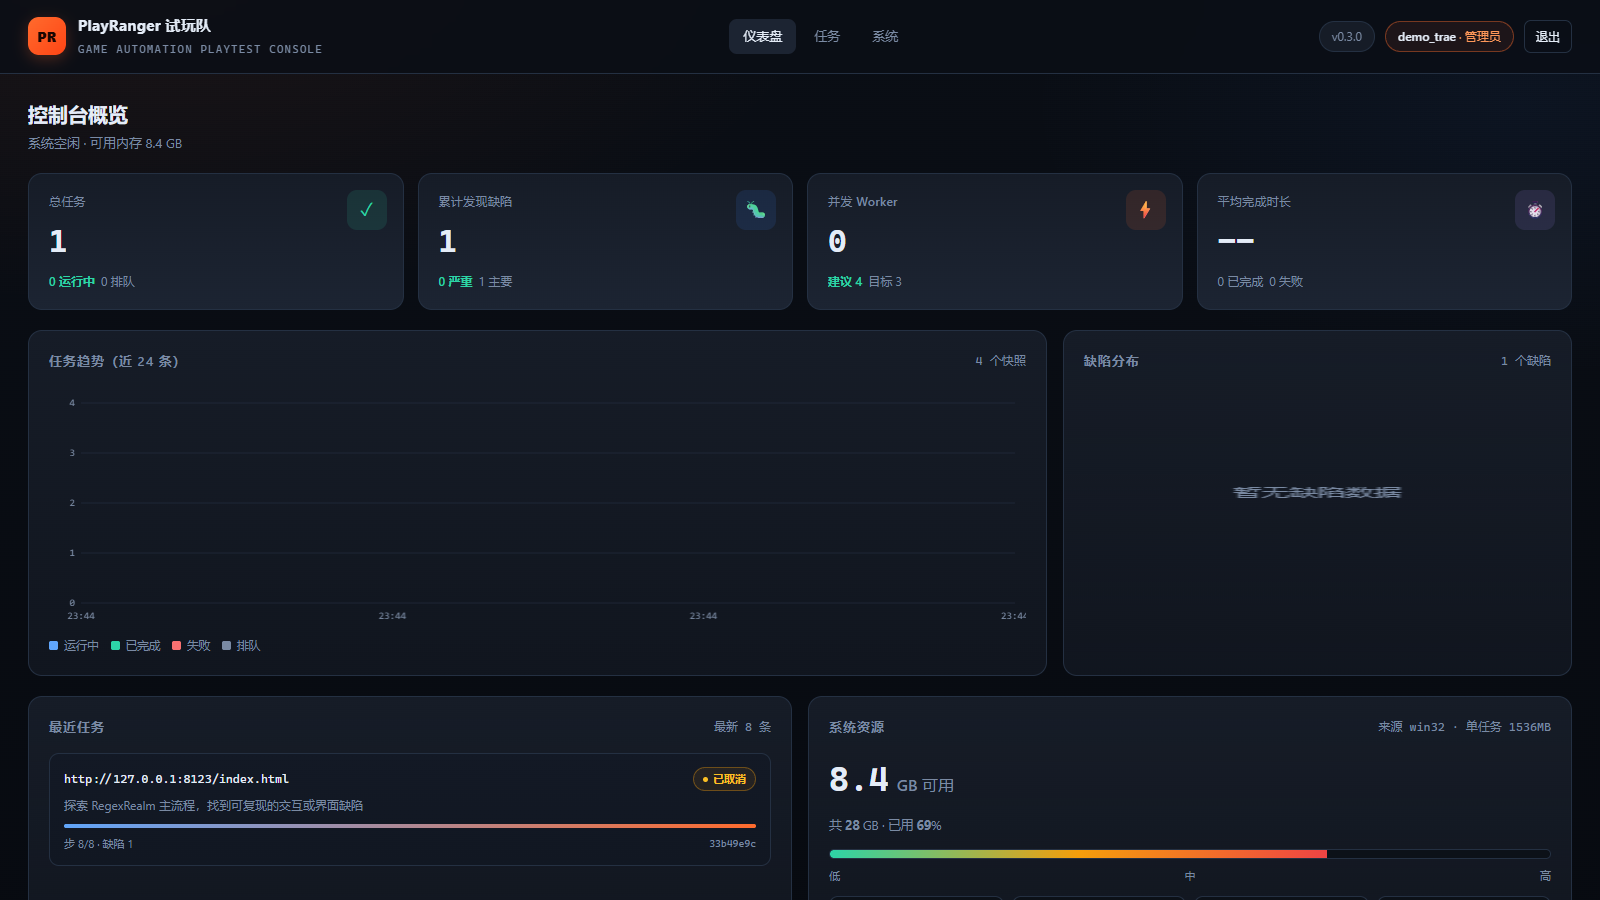 PR
PlayRanger 试玩队
GAME AUTOMATION PLAYTEST CONSOLE
仪表盘
任务
系统
v0.3.0
demo_trae · 管理员
退出
控制台概览
系统空闲 · 可用内存 8.4 GB
总任务
1
0 运行中 0 排队
累计发现缺陷
1
0 严重 1 主要
并发 Worker
0
建议 4 目标 3
平均完成时长
——
0 已完成 0 失败
任务趋势（近 24 条）
4 个快照
4
3
2
1
0
23:44
23:44
23:44
23:44
运行中
已完成
失败
排队
缺陷分布
1 个缺陷
暂无缺陷数据
最近任务
最新 8 条
http://127.0.0.1:8123/index.html
已取消
探索 RegexRealm 主流程，找到可复现的交互或界面缺陷
步 8/8 · 缺陷 1
33b49e9c
系统资源
来源 win32 · 单任务 1536MB
8.4 GB 可用
共 28 GB · 已用 69%
低
中
高